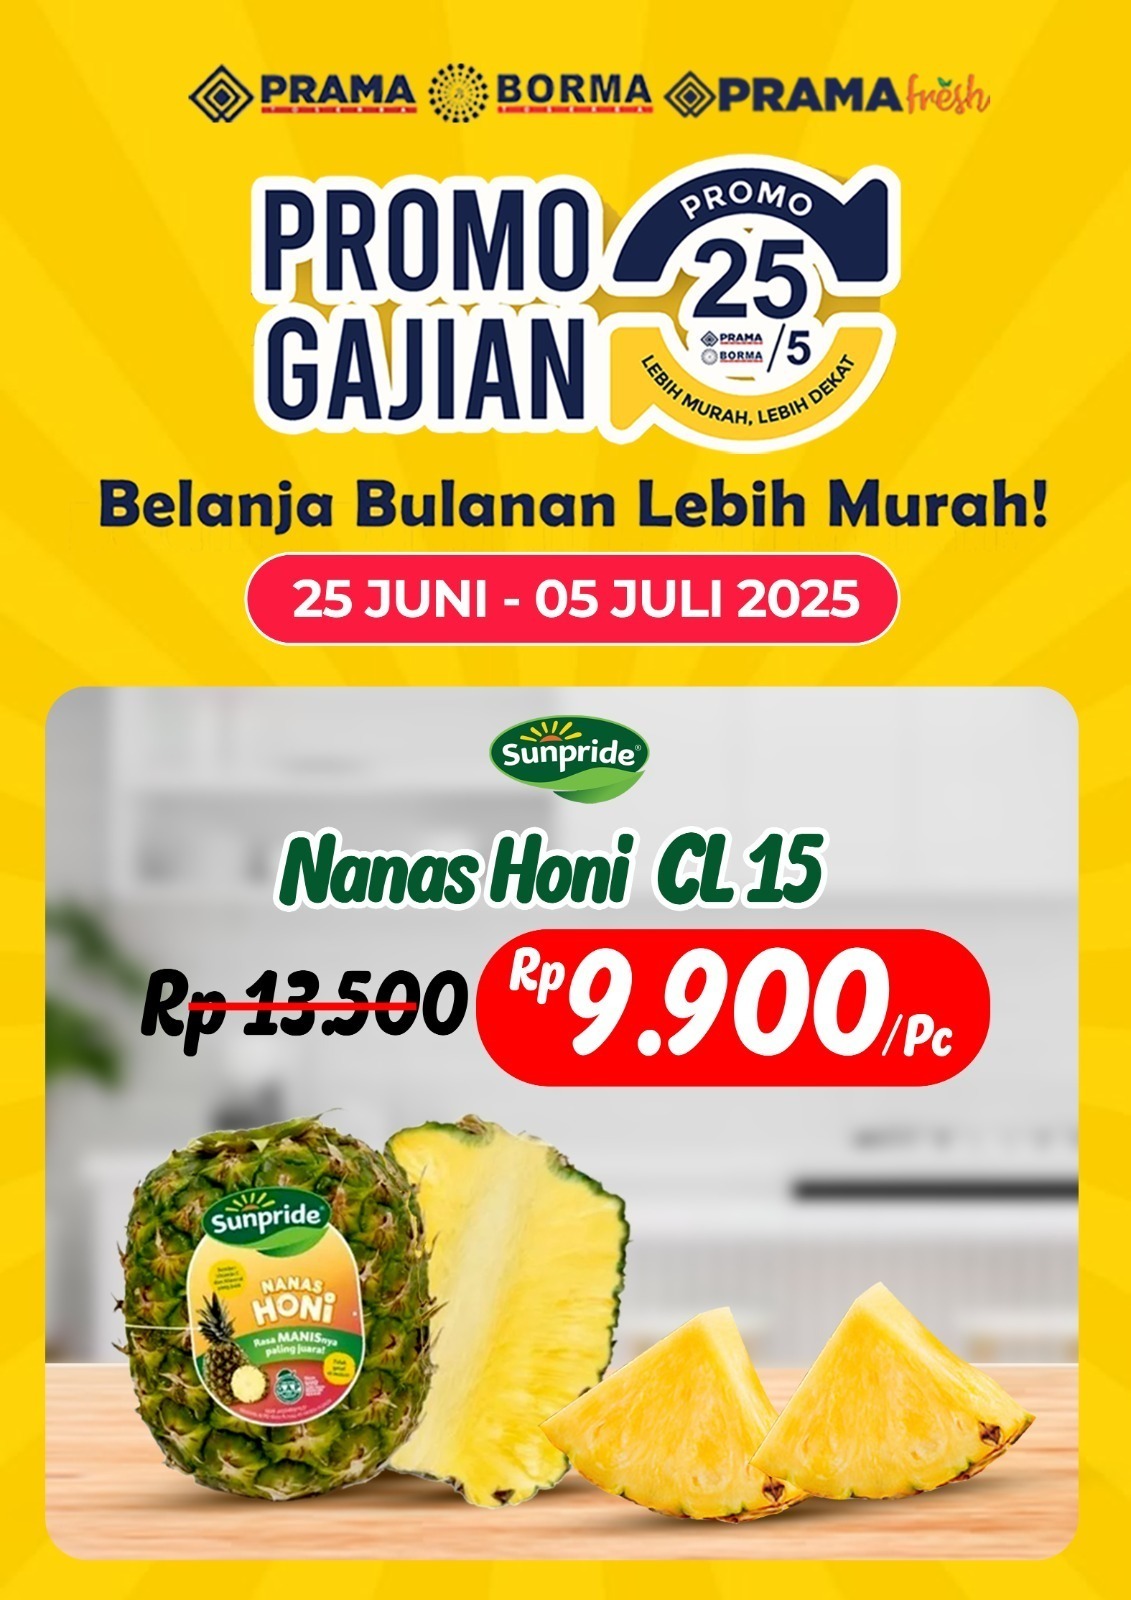 PRAMA BORMA PRAMA fresh
TOSERBA TOSERBA
PROMO
GAJIAN
PROMO
25/5
PRAMA
BORMA
LEBIH MURAH, LEBIH DEKAT
Belanja Bulanan Lebih Murah!
25 JUNI - 05 JULI 2025
Sunpride®
Nanas Honi CL 15
Rp 13.500
Rp 9.900/Pc
Sunpride
NANAS
HONi
Rasa MANISnya
paling juara!